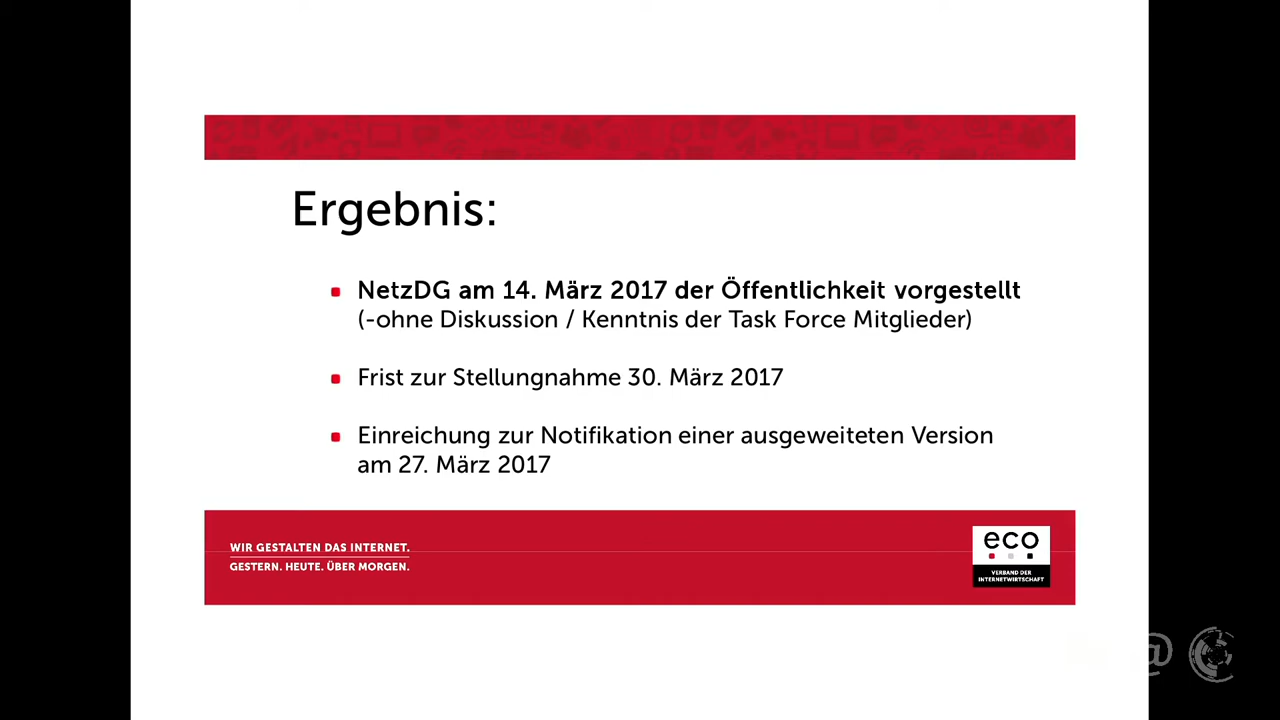 Ergebnis:
NetzDG am 14. März 2017 der Öffentlichkeit vorgestellt
(-ohne Diskussion / Kenntnis der Task Force Mitglieder)
Frist zur Stellungnahme 30. März 2017
Einreichung zur Notifikation einer ausgeweiteten Version
am 27. März 2017
WIR GESTALTEN DAS INTERNET.
GESTERN. HEUTE. ÜBER MORGEN.
eco
VERBAND DER
INTERNETWIRTSCHAFT
@